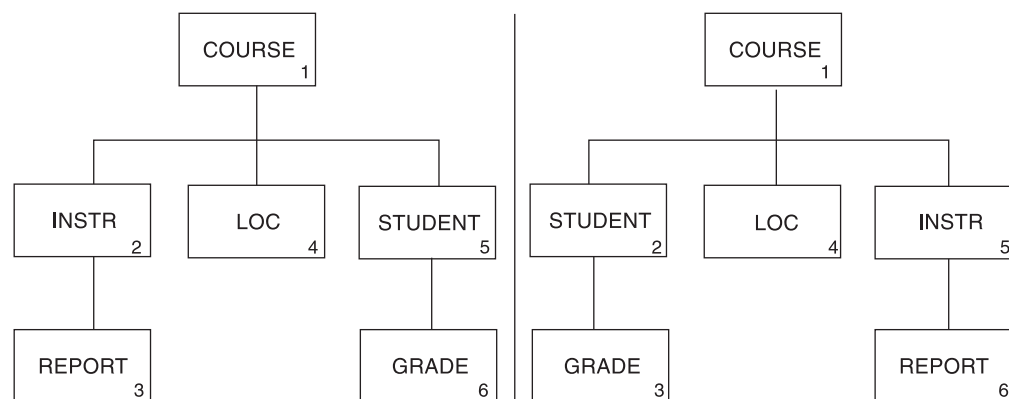 COURSE
1
INSTR
2
LOC
4
STUDENT
5
REPORT
3
GRADE
6
COURSE
1
STUDENT
2
LOC
4
INSTR
5
GRADE
3
REPORT
6